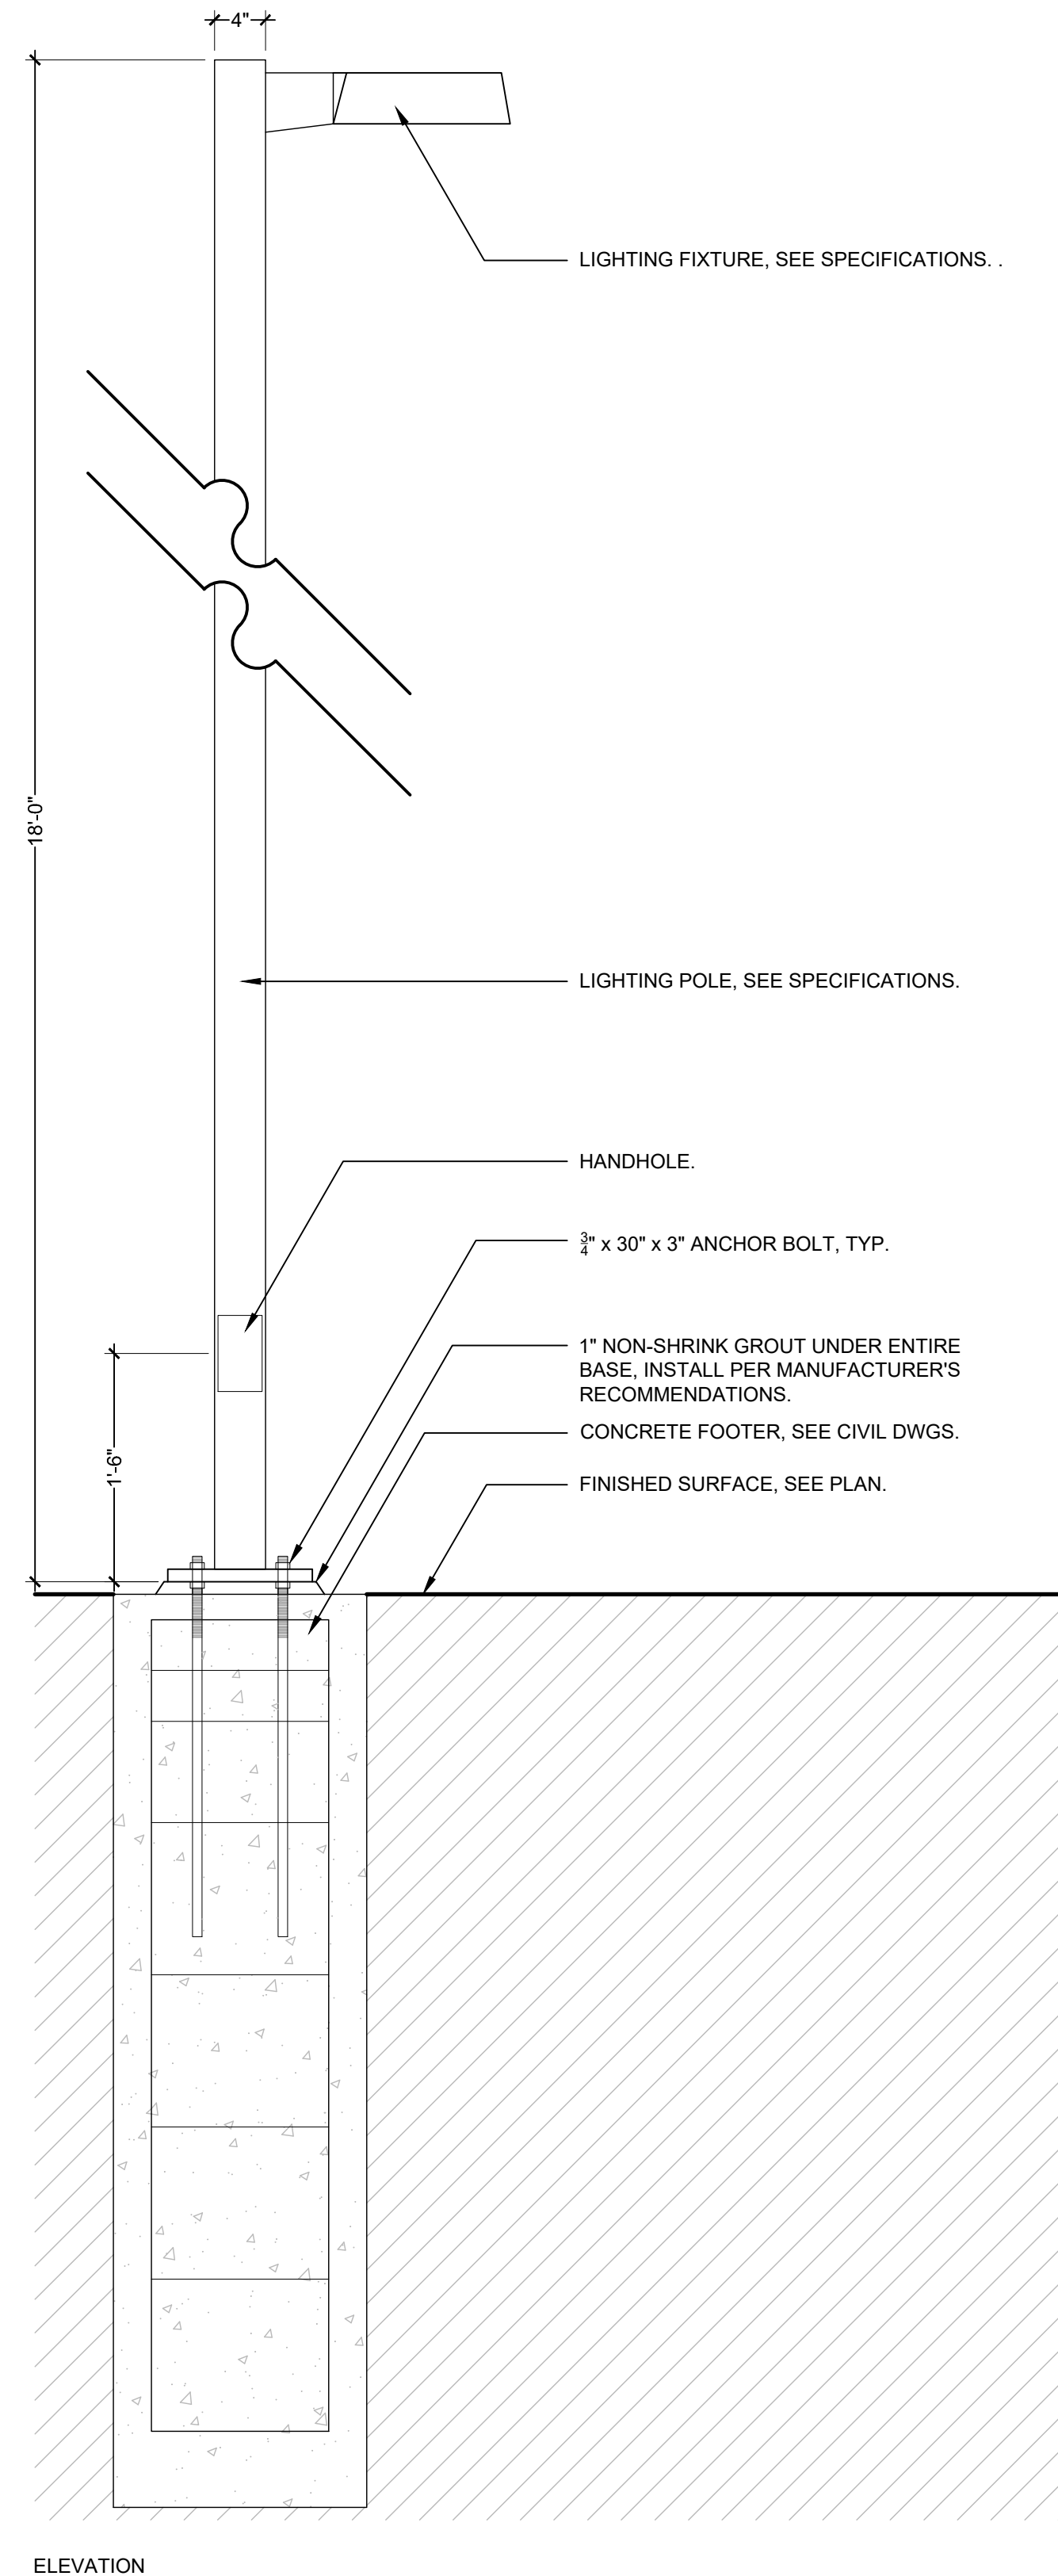 4"
LIGHTING FIXTURE, SEE SPECIFICATIONS. .
18'-0"
LIGHTING POLE, SEE SPECIFICATIONS.
HANDHOLE.
3/4" x 30" x 3" ANCHOR BOLT, TYP.
1" NON-SHRINK GROUT UNDER ENTIRE
BASE, INSTALL PER MANUFACTURER'S
RECOMMENDATIONS.
CONCRETE FOOTER, SEE CIVIL DWGS.
1'-6"
FINISHED SURFACE, SEE PLAN.
ELEVATION